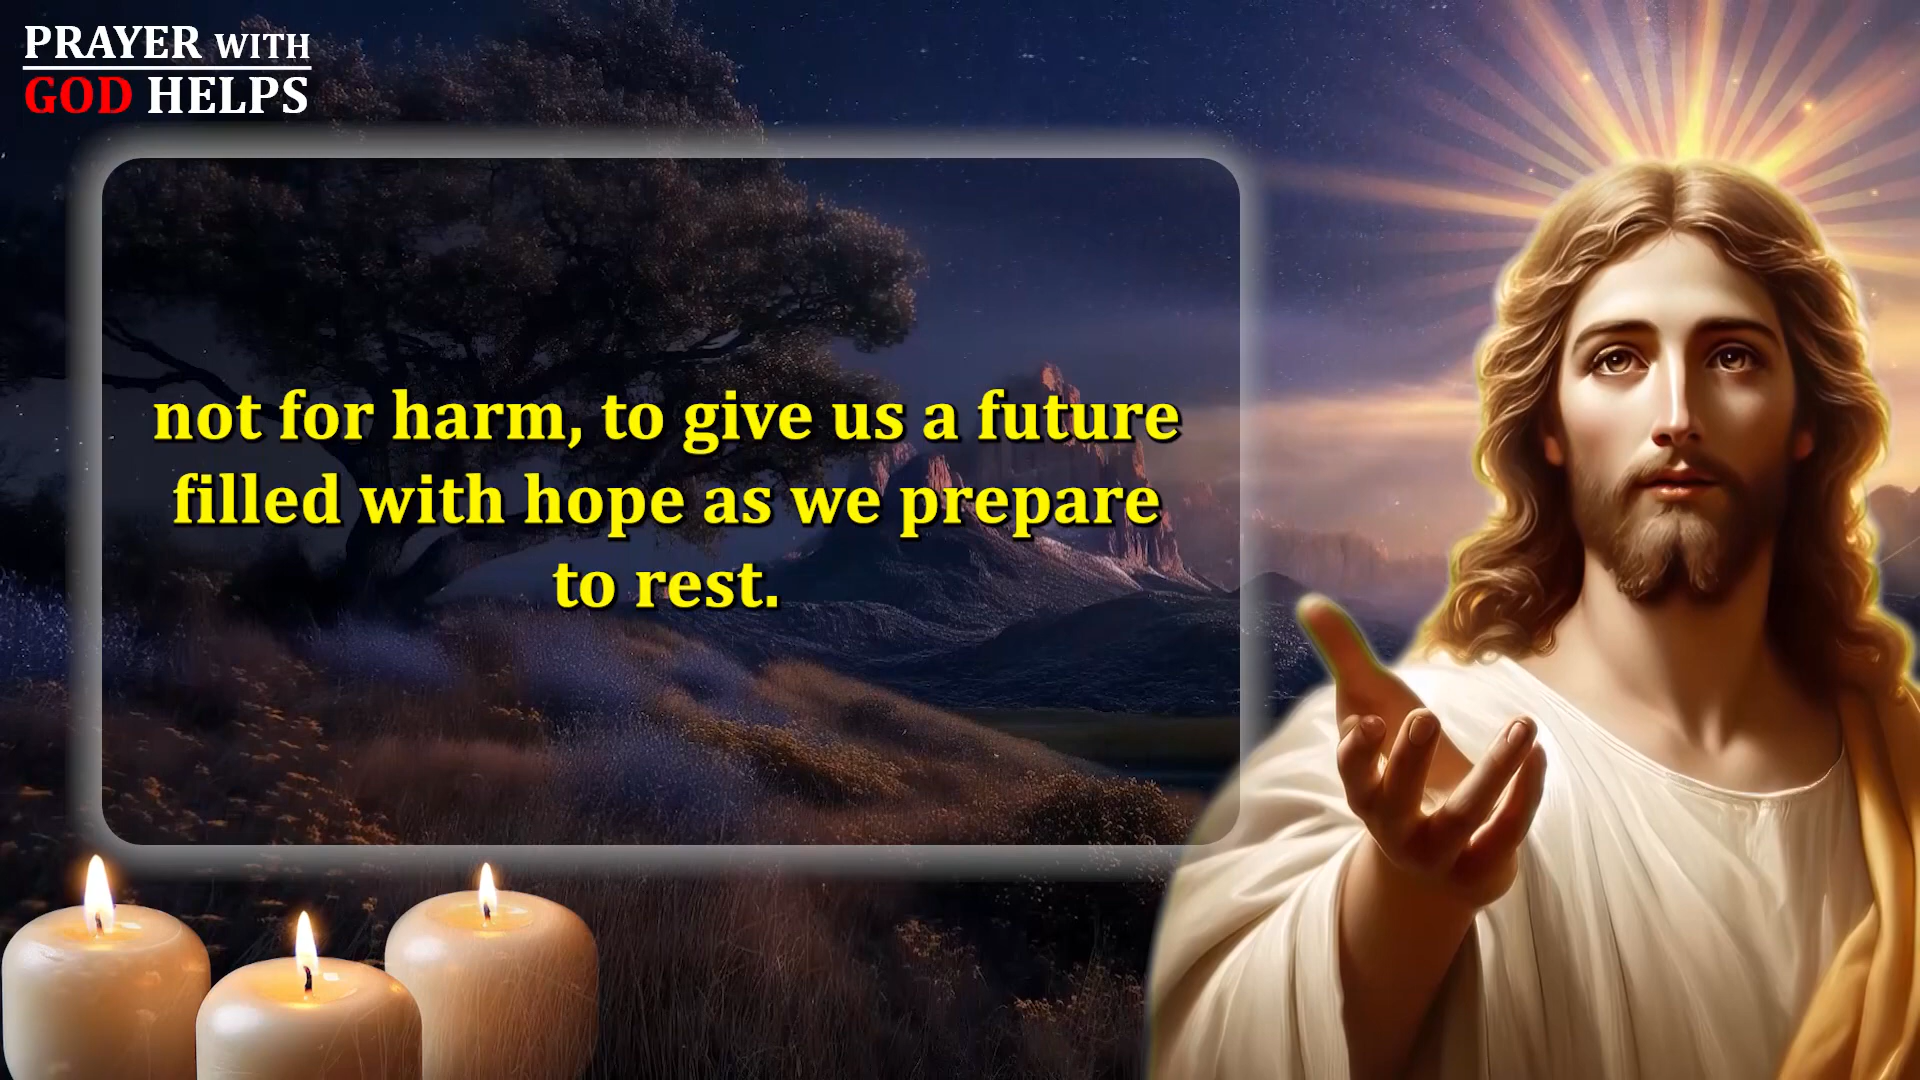 PRAYER WITH
GOD HELPS
not for harm, to give us a future
filled with hope as we prepare
to rest.